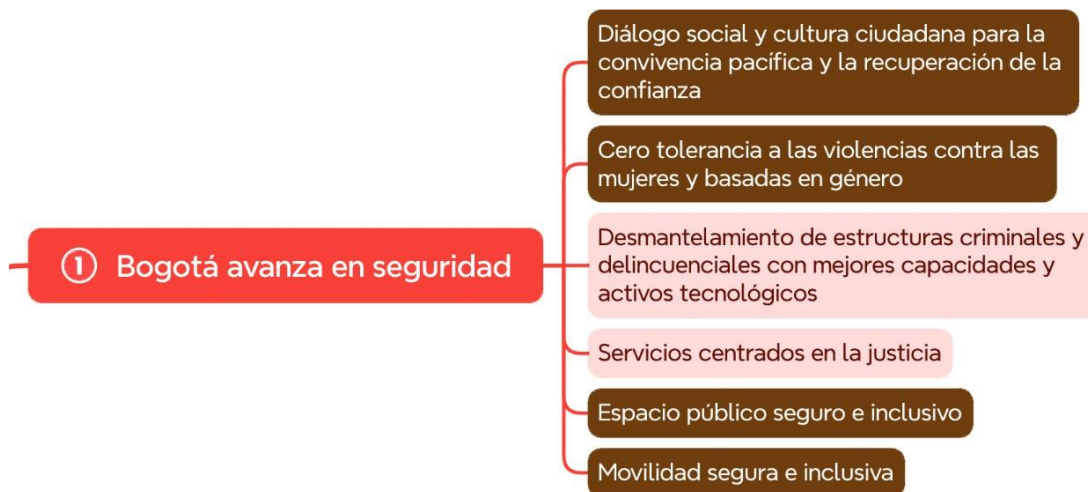 Diálogo social y cultura ciudadana para la
convivencia pacífica y la recuperación de la
confianza
Cero tolerancia a las violencias contra las
mujeres y basadas en género
① Bogotá avanza en seguridad
Desmantelamiento de estructuras criminales y
delincuenciales con mejores capacidades y
activos tecnológicos
Servicios centrados en la justicia
Espacio público seguro e inclusivo
Movilidad segura e inclusiva